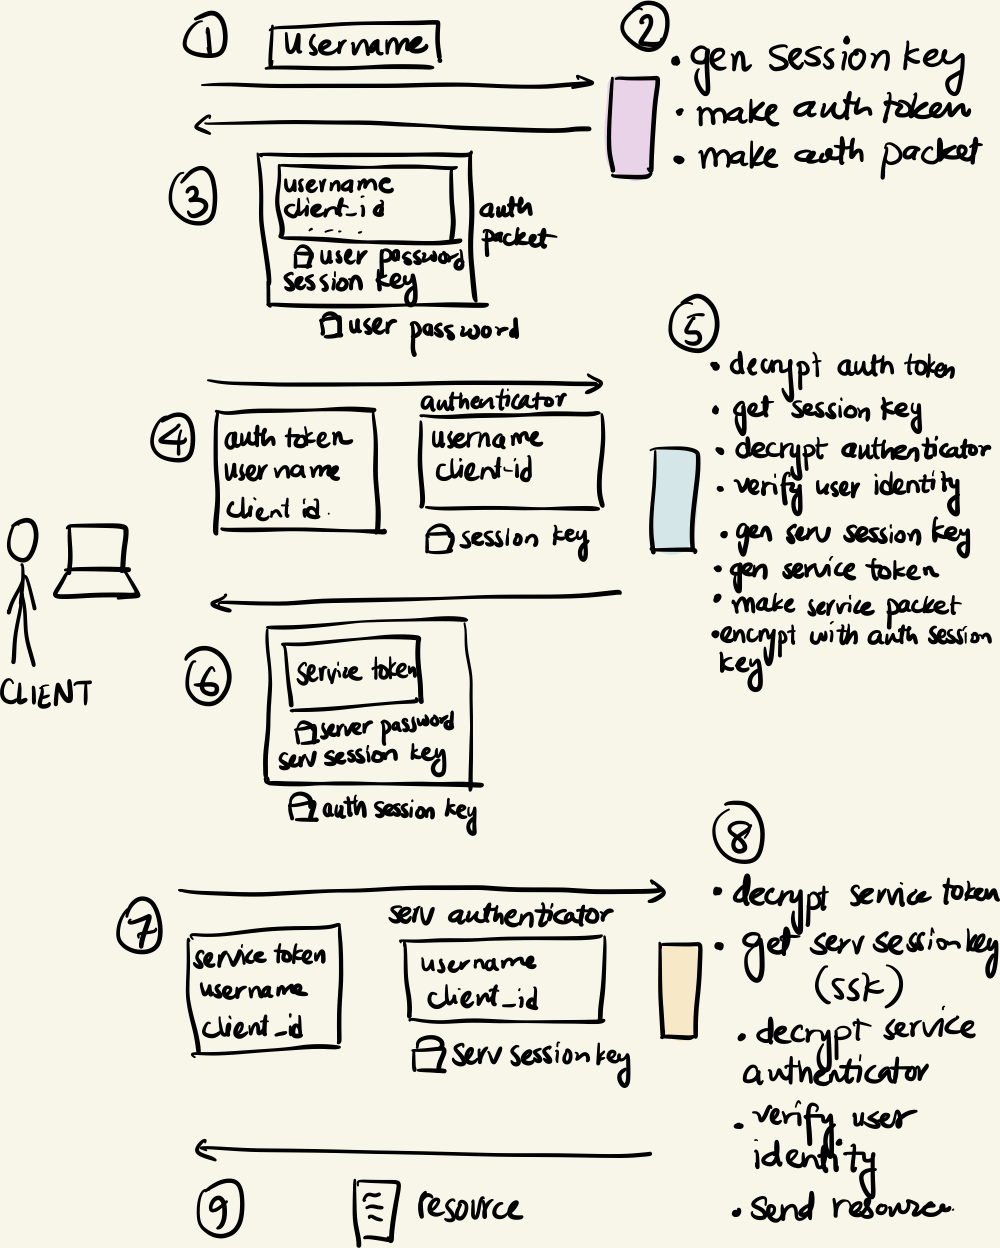 1
Username
2
• gen session key
• make auth token
• make auth packet
3
username
client_id
.. . .
user password
session key
auth
packet
user password
4
auth token
username
client id.
authenticator
username
client-id
session key
5
• decrypt auth token
• get session key
• decrypt authenticator
• verify user identity
• gen serv session key
• gen service token
• make service packet
• encrypt with auth session
key
CLIENT
6
service token
server password
serv session key
auth session key
7
service token
username
client_id
serv authenticator
username
client_id
serv session key
8
• decrypt service token
• get serv session key
(SSK)
• decrypt service
authenticator
• verify user
identity
• send resource
9
resource